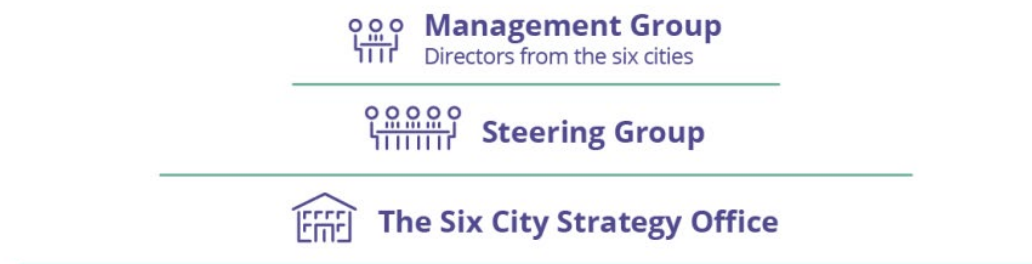 Management Group
Directors from the six cities
Steering Group
The Six City Strategy Office